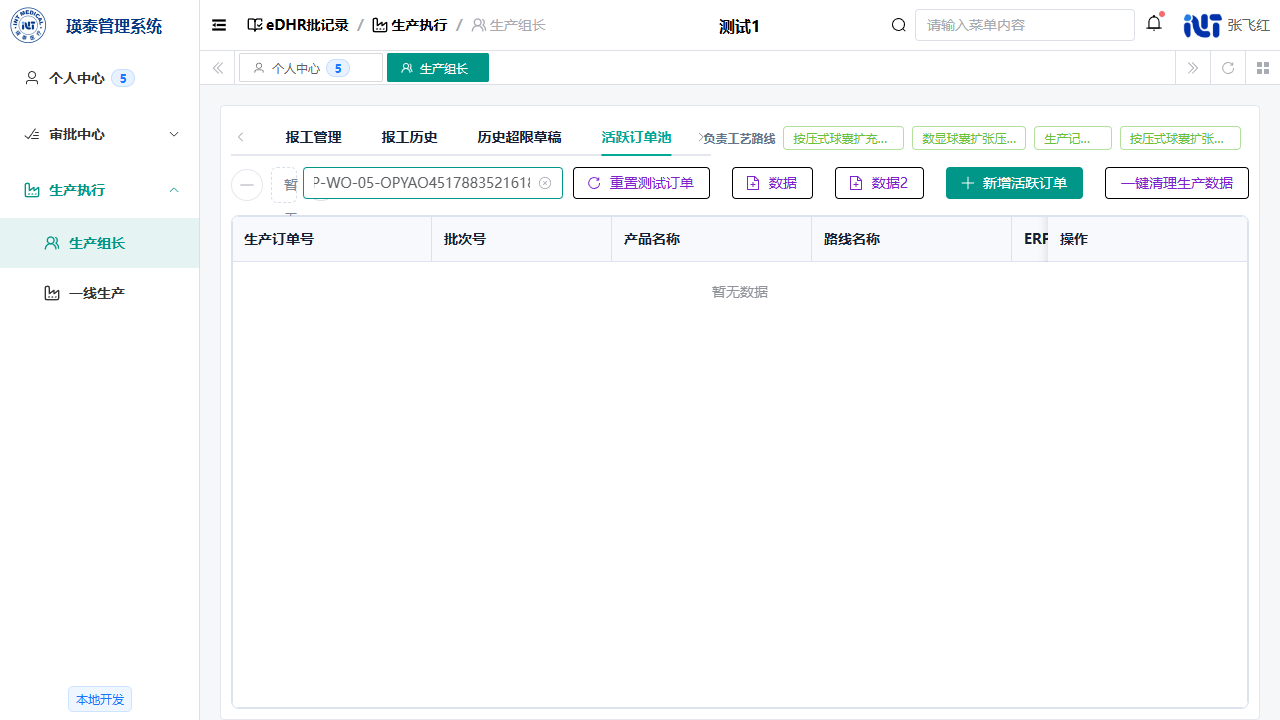 瑛泰管理系统
eDHR批记录 / 生产执行 / 生产组长
测试1
请输入菜单内容
张飞红
个人中心 5
审批中心
生产执行
生产组长
一线生产
本地开发
个人中心 5
生产组长
报工管理
报工历史
历史超限草稿
活跃订单池
负责工艺路线
按压式球囊扩充...
数显球囊扩张压...
生产记...
按压式球囊扩张...
暂
P-WO-05-OPYAO4517883521618
重置测试订单
数据
数据2
新增活跃订单
一键清理生产数据
生产订单号
批次号
产品名称
路线名称
ERP
操作
暂无数据